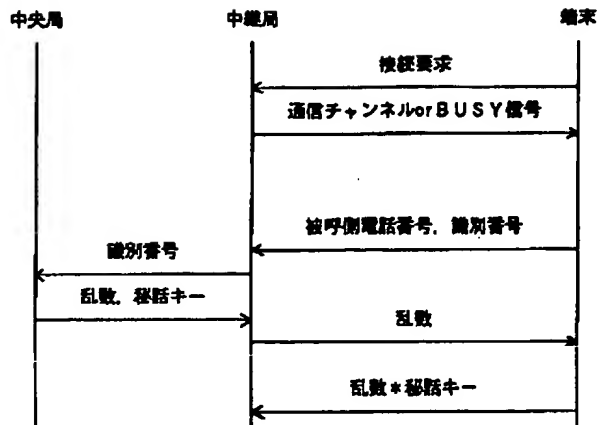 中央局 中継局 端末
接続要求
通信チャンネルorBUSY信号
被呼側電話番号，識別番号
識別番号
乱数，秘話キー
乱数
乱数＊秘話キー